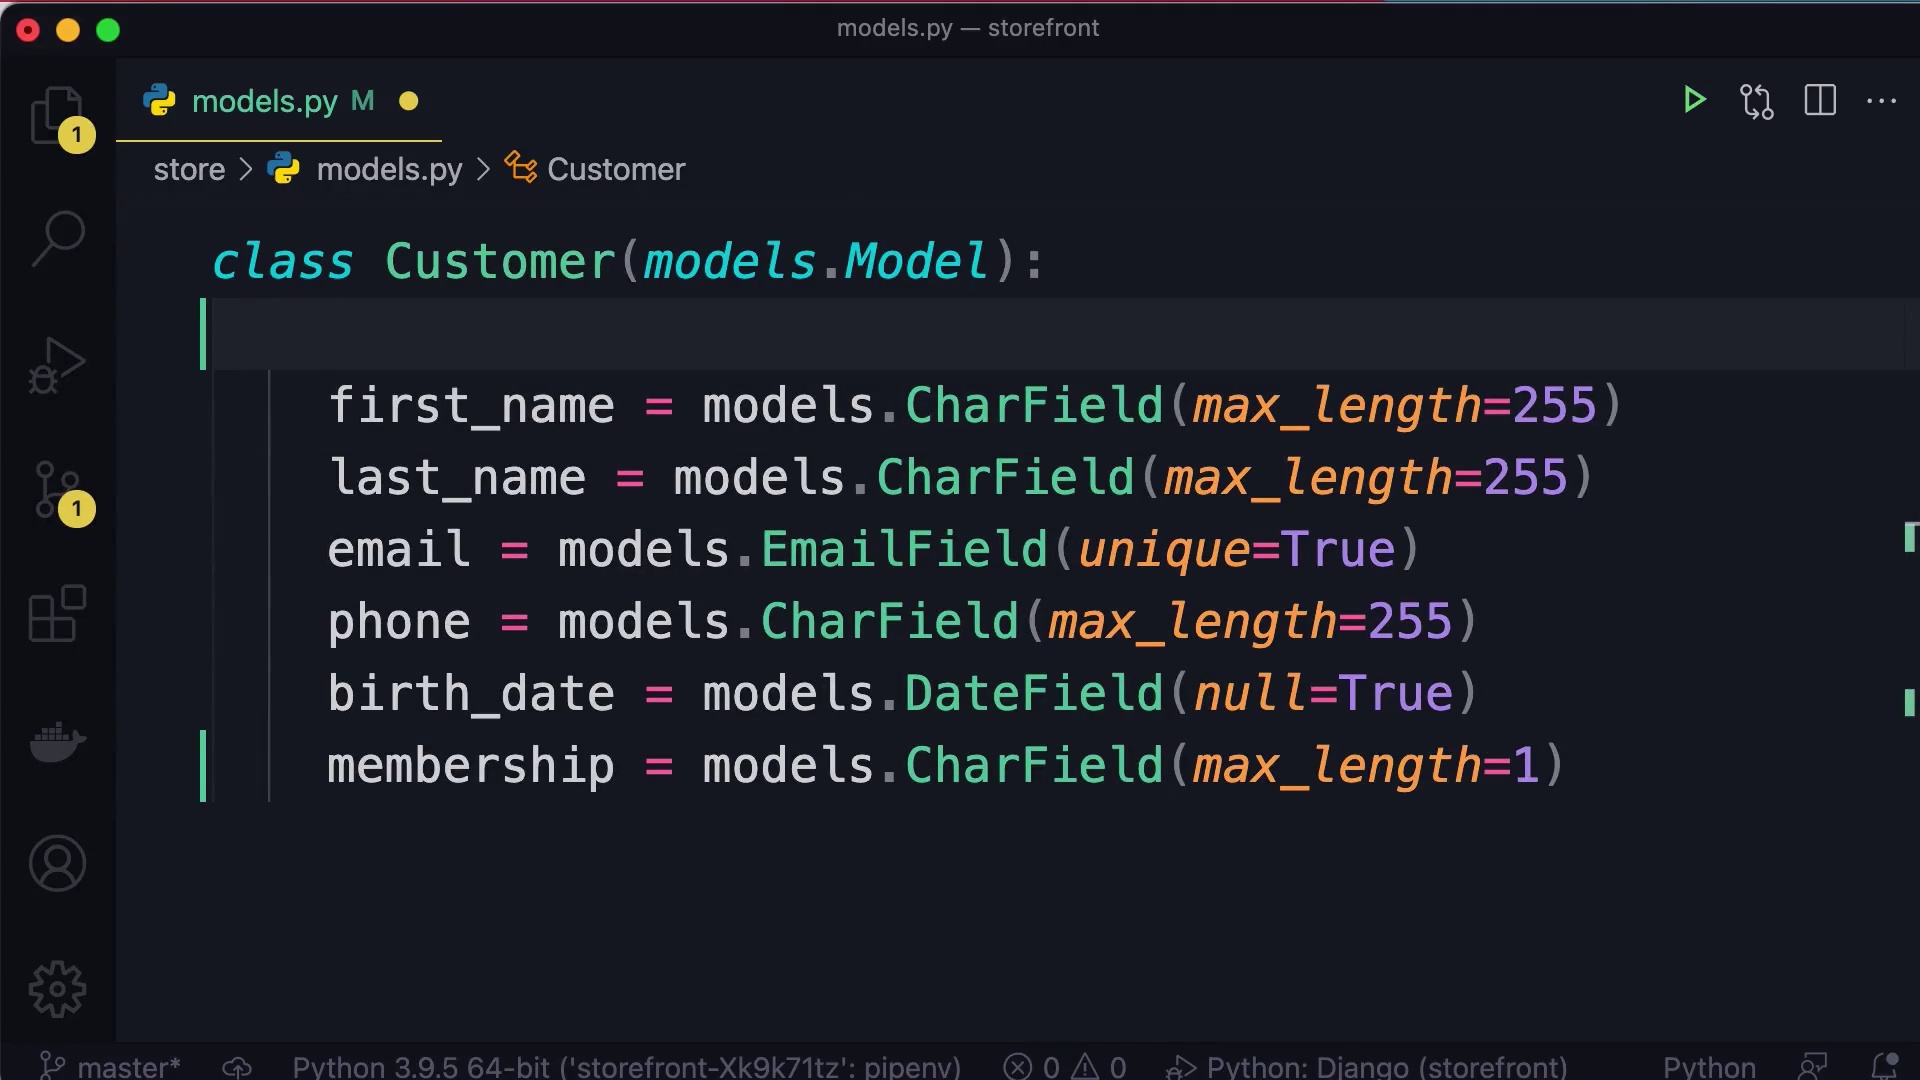 models.py — storefront
models.py M
1
store > models.py > Customer
class Customer(models.Model):
first_name = models.CharField(max_length=255)
last_name = models.CharField(max_length=255)
1
email = models.EmailField(unique=True)
phone = models.CharField(max_length=255)
birth_date = models.DateField(null=True)
membership = models.CharField(max_length=1)
master* Python 3.9.5 64-bit ('storefront-Xk9k71tz': pipenv) 0 0 Python: Django (storefront) Python